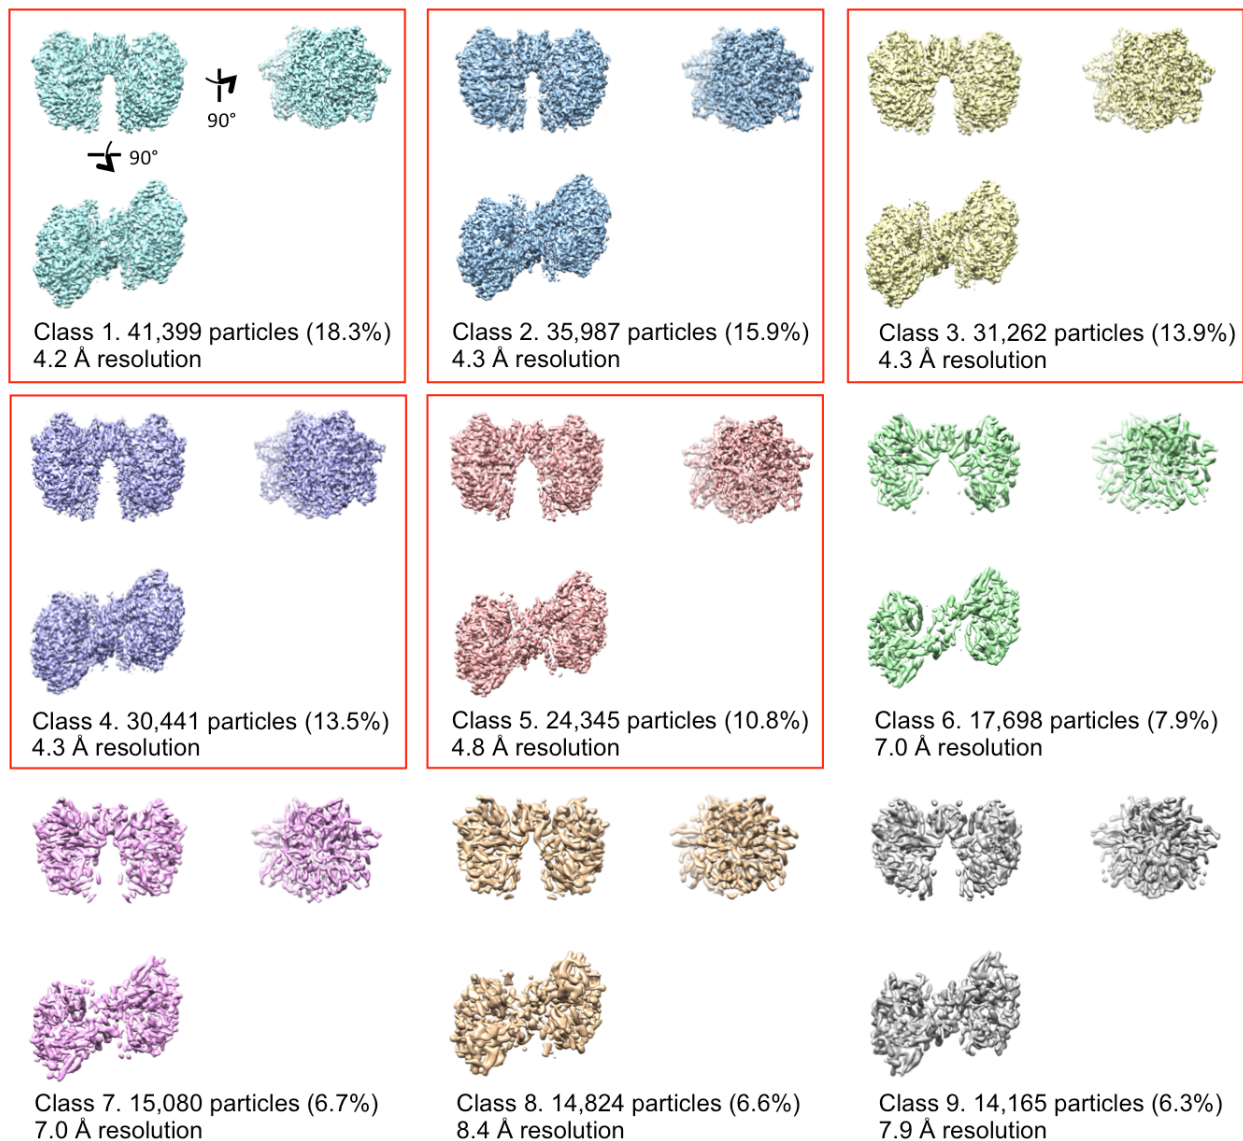 90°
90°
Class 1. 41,399 particles (18.3%)
4.2 Å resolution
Class 2. 35,987 particles (15.9%)
4.3 Å resolution
Class 3. 31,262 particles (13.9%)
4.3 Å resolution
Class 4. 30,441 particles (13.5%)
4.3 Å resolution
Class 5. 24,345 particles (10.8%)
4.8 Å resolution
Class 6. 17,698 particles (7.9%)
7.0 Å resolution
Class 7. 15,080 particles (6.7%)
7.0 Å resolution
Class 8. 14,824 particles (6.6%)
8.4 Å resolution
Class 9. 14,165 particles (6.3%)
7.9 Å resolution